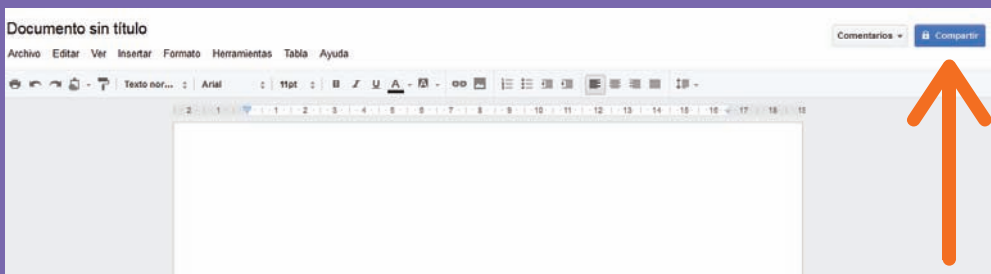 Documento sin título
Comentarios
Compartir
Archivo Editar Ver Insertar Formato Herramientas Tabla Ayuda
Texto nor... Arial 11pt B I U A A
2 1 1 2 3 4 5 6 7 8 9 10 11 12 13 14 15 16 17 18 19